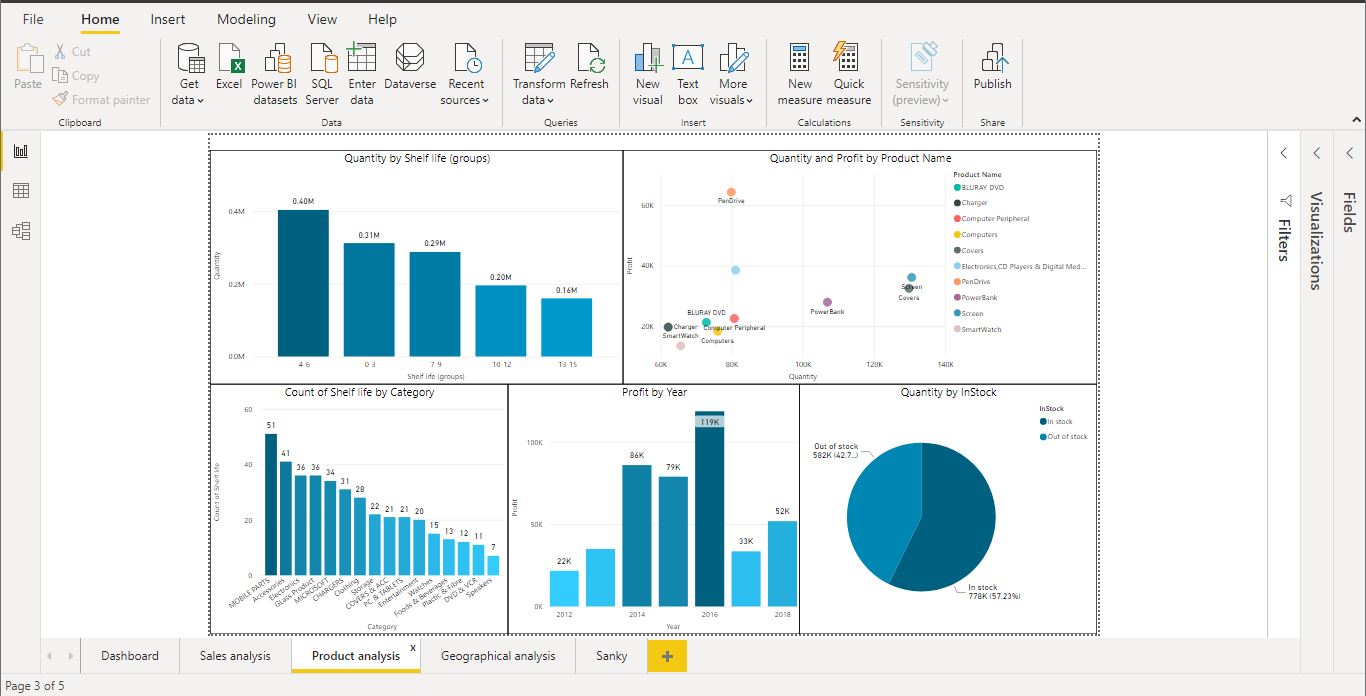 File Home Insert Modeling View Help
Paste
Cut
Copy
Format painter
Clipboard
Get data
Excel
Power BI datasets
SQL Server
Enter data
Dataverse
Recent sources
Data
Transform data
Refresh
Queries
New visual
Text box
More visuals
Insert
New measure
Quick measure
Calculations
Sensitivity (preview)
Sensitivity
Publish
Share
Quantity by Shelf life (groups)
Quantity
0.4M
0.2M
0.0M
0.40M
0.31M
0.29M
0.20M
0.16M
4-6 0-3 7-9 10-12 13-15
Shelf life (groups)
Quantity and Profit by Product Name
Profit
60K
40K
20K
PenDrive
Screen
Covers
PowerBank
BLURAY DVD
Charger
Computer Peripheral
SmartWatch
Computers
60K 80K 100K 120K 140K
Quantity
Product Name
BLURAY DVD
Charger
Computer Peripheral
Computers
Covers
Electronics,CD Players & Digital Med...
PenDrive
PowerBank
Screen
SmartWatch
Count of Shelf life by Category
Count of Shelf life
60
40
20
0
51 41 36 36 34 31 28 22 21 21 20 15 13 12 11 7
MOBILE PARTS
Accessories
Electronics
Glass Product
MICROSOFT
CHARGERS
Clothing
Storage
COVERS & ACC
PC & TABLETS
Entertainment
Watches
Foods & Beverages
Plastic & Fibre
DVD & VCR
Speakers
Category
Profit by Year
Profit
100K
50K
0K
22K
86K
79K
119K
33K
52K
2012 2014 2016 2018
Year
Quantity by InStock
InStock
In stock
Out of stock
Out of stock
582K (42.7...)
In stock
778K (57.23%)
Filters
Visualizations
Fields
Dashboard Sales analysis Product analysis x Geographical analysis Sanky +
Page 3 of 5